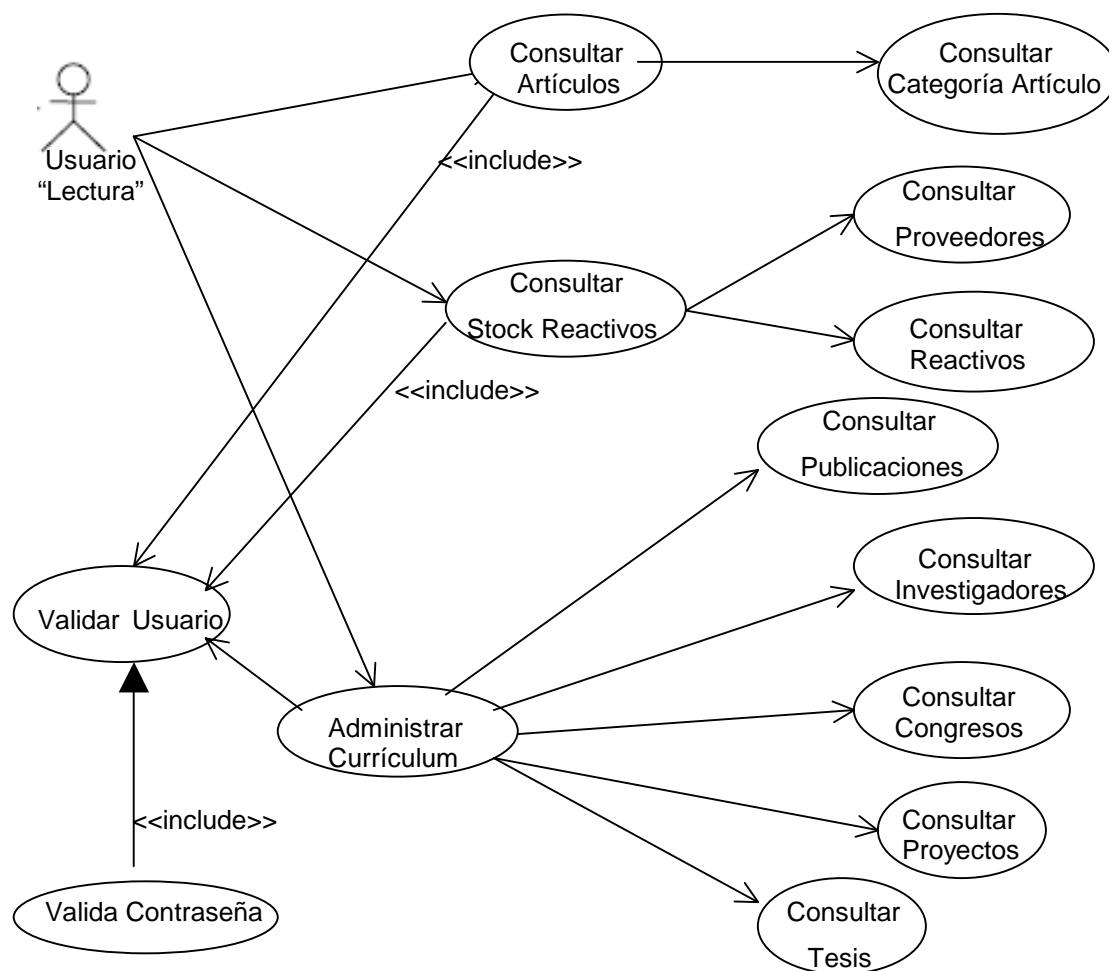 Consultar
Artículos
Consultar
Categoría Artículo
Usuario
“Lectura”
<<include>>
Consultar
Proveedores
Consultar
Stock Reactivos
Consultar
Reactivos
<<include>>
Consultar
Publicaciones
Consultar
Investigadores
Validar Usuario
Administrar
Currículum
Consultar
Congresos
<<include>>
Consultar
Proyectos
Valida Contraseña
Consultar
Tesis